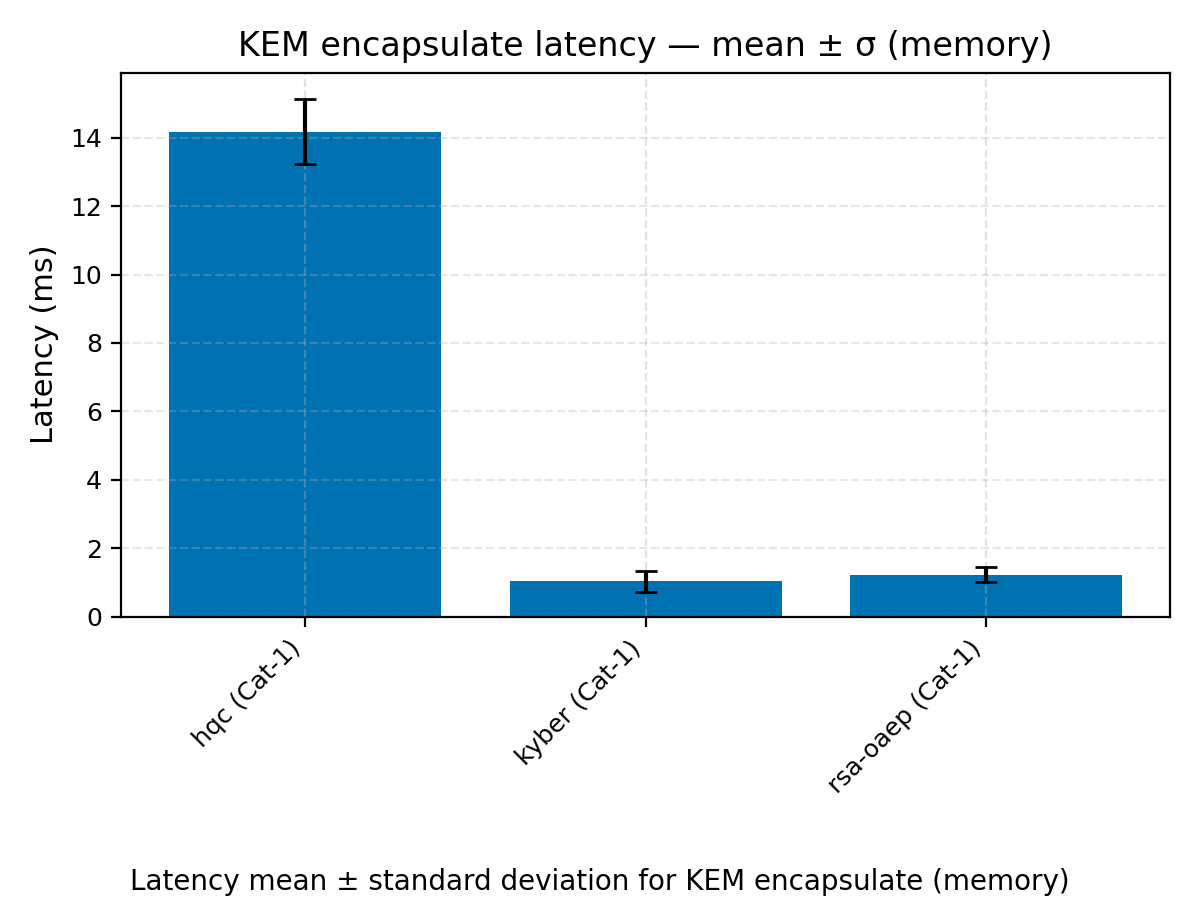 KEM encapsulate latency — mean ± σ (memory)
Latency (ms)
14
12
10
8
6
4
2
0
hqc (Cat-1)
kyber (Cat-1)
rsa-oaep (Cat-1)
Latency mean ± standard deviation for KEM encapsulate (memory)